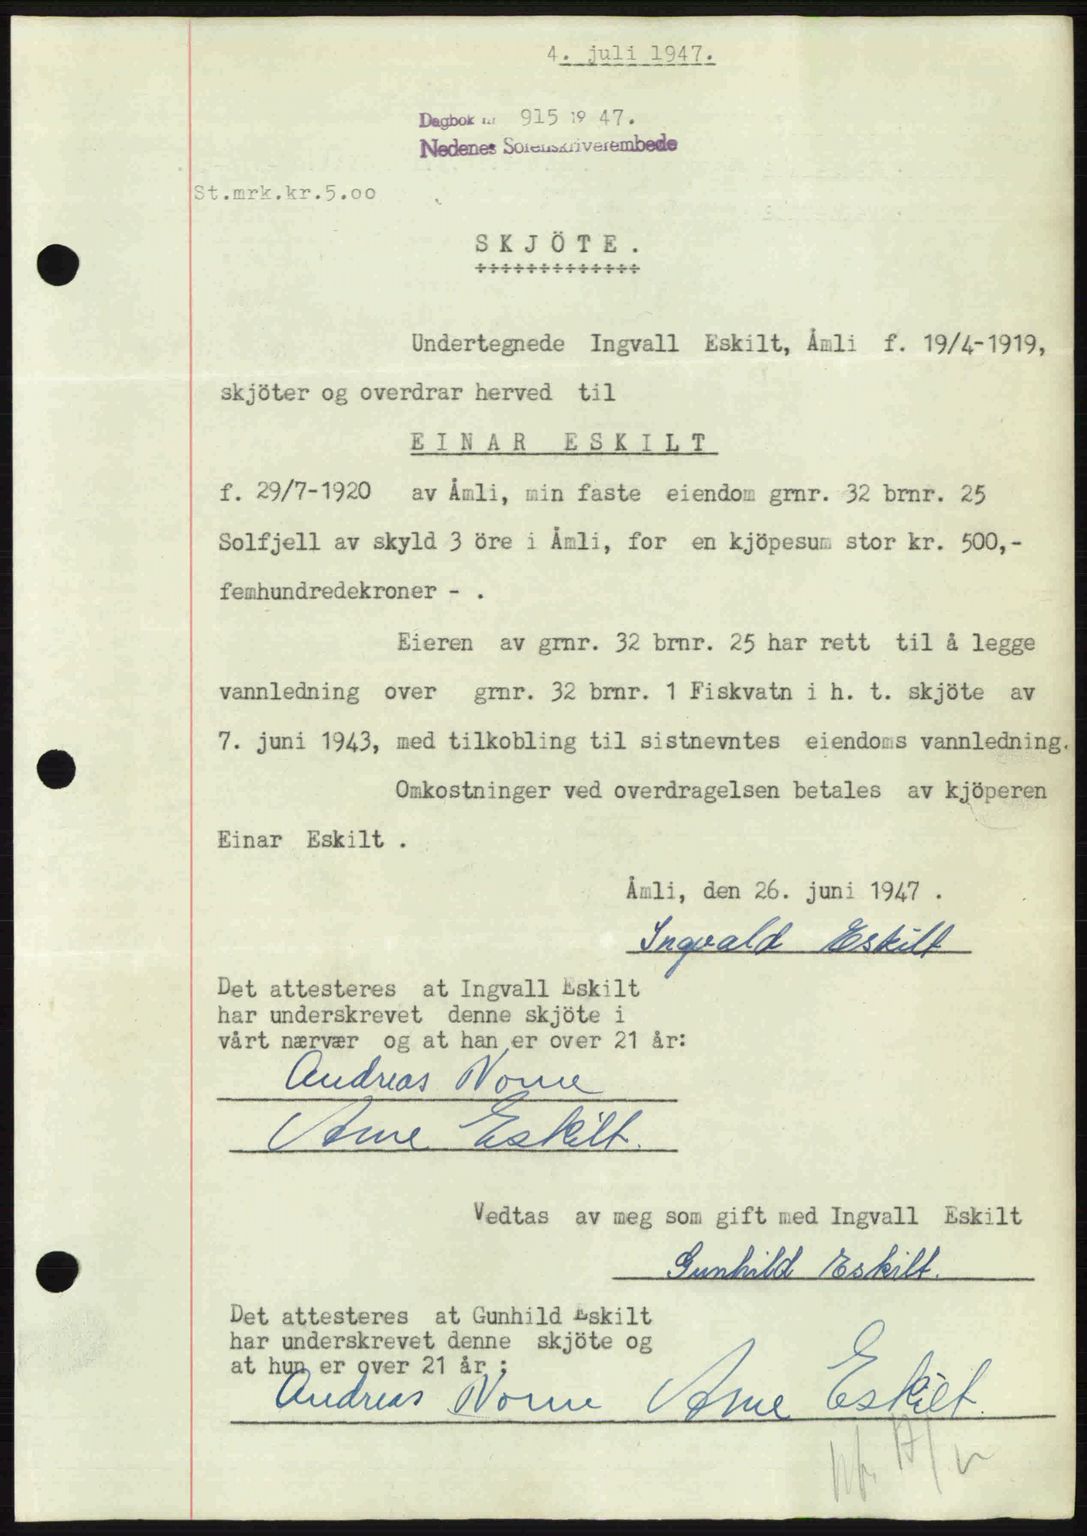 4. juli 1947.
Dagbok nr 915 19 47.
Nedenes Sorenskriverembede
St.mrk.kr.5.oo
SKJÖTE.
÷÷÷÷÷÷÷÷÷÷÷÷÷
Undertegnede Ingvall Eskilt, Åmli f. 19/4-1919,
skjöter og overdrar herved til
EINAR ESKILT
f. 29/7-1920 av Åmli, min faste eiendom grnr. 32 brnr. 25
Solfjell av skyld 3 öre i Åmli, for en kjöpesum stor kr. 500,-
femhundredekroner - .
Eieren av grnr. 32 brnr. 25 har rett til å legge
vannledning over grnr. 32 brnr. 1 Fiskvatn i h. t. skjöte av
7. juni 1943, med tilkobling til sistnevntes eiendoms vannledning.
Omkostninger ved overdragelsen betales av kjöperen
Einar Eskilt .
Åmli, den 26. juni 1947 .
Ingvald Eskilt
Det attesteres at Ingvall Eskilt
har underskrevet denne skjöte i
vårt nærvær og at han er over 21 år:
Andreas Nome
Arne Eskilt.
Vedtas av meg som gift med Ingvall Eskilt
Gunhild Eskilt.
Det attesteres at Gunhild Eskilt
har underskrevet denne skjöte og
at hun er over 21 år :
Andreas Nome Arne Eskilt.